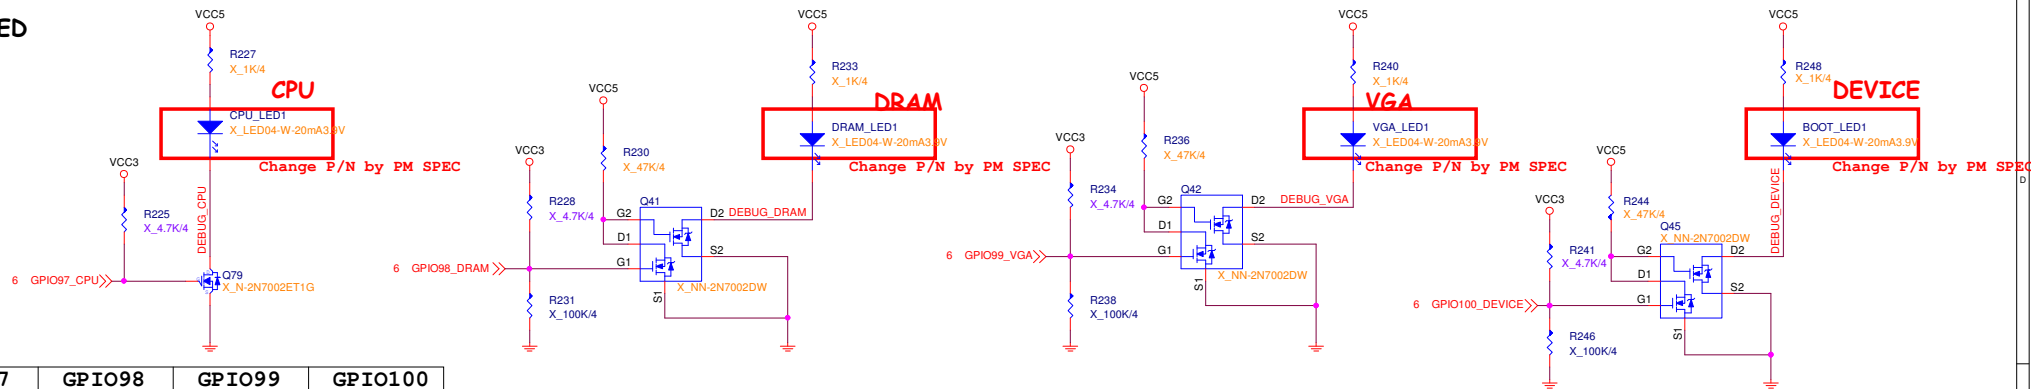 ED
VCC5
R227
X_1K/4
CPU
CPU_LED1
X_LED04-W-20mA3.9V
Change P/N by PM SPEC
VCC3
R225
X_4.7K/4
DEBUG_CPU
6 GPIO97_CPU
Q79
X_N-2N7002ET1G
VCC5
R233
X_1K/4
DRAM
DRAM_LED1
X_LED04-W-20mA3.9V
Change P/N by PM SPEC
VCC5
R230
X_47K/4
VCC3
R228
X_4.7K/4
Q41
G2
D2
DEBUG_DRAM
D1
S2
6 GPIO98_DRAM
G1
S1
X_NN-2N7002DW
R231
X_100K/4
VCC5
R240
X_1K/4
VGA
VGA_LED1
X_LED04-W-20mA3.9V
Change P/N by PM SPEC
VCC5
R236
X_47K/4
VCC3
R234
X_4.7K/4
Q42
G2
D2
DEBUG_VGA
D1
S2
6 GPIO99_VGA
G1
S1
X_NN-2N7002DW
R238
X_100K/4
VCC5
R248
X_1K/4
DEVICE
BOOT_LED1
X_LED04-W-20mA3.9V
Change P/N by PM SPEC
D
VCC5
R244
X_47K/4
VCC3
R241
X_4.7K/4
Q45
X_NN-2N7002DW
G2
D2
DEBUG_DEVICE
D1
S2
6 GPIO100_DEVICE
G1
S1
R246
X_100K/4
7 GPIO98 GPIO99 GPIO100